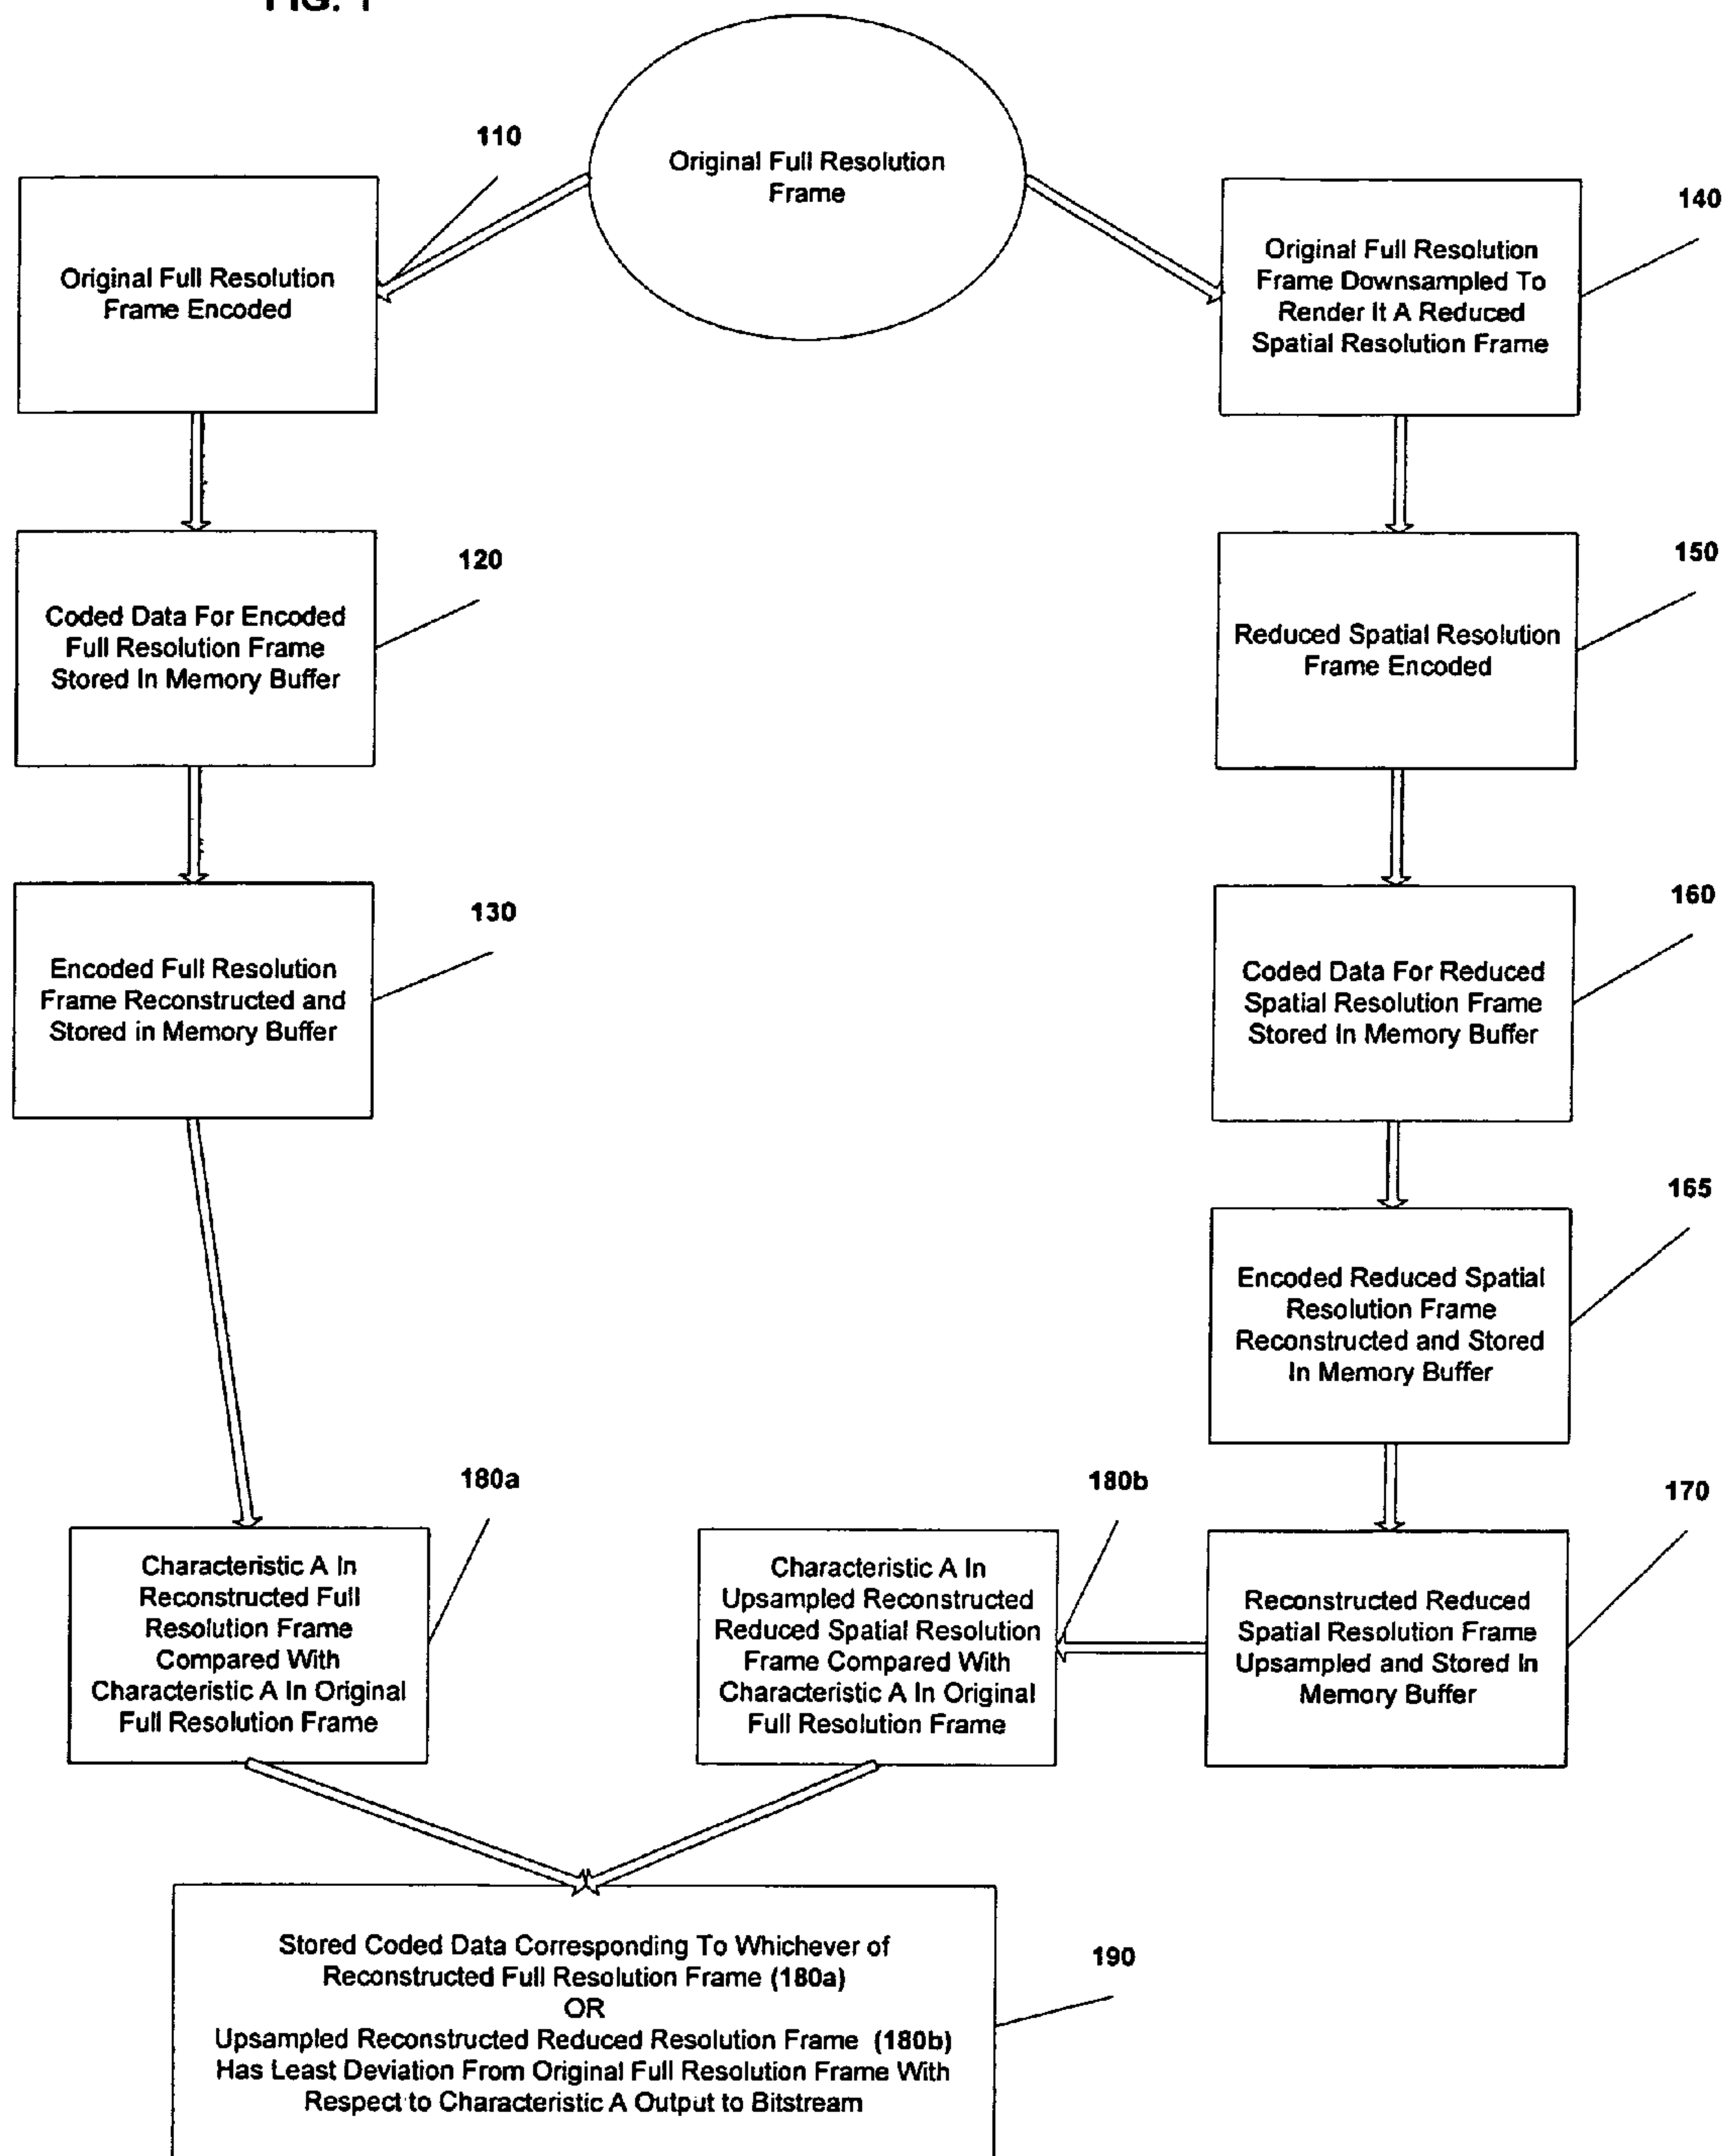 FIG. 1
Original Full Resolution
Frame
110
Original Full Resolution
Frame Encoded
140
Original Full Resolution
Frame Downsampled To
Render It A Reduced
Spatial Resolution Frame
120
Coded Data For Encoded
Full Resolution Frame
Stored In Memory Buffer
150
Reduced Spatial Resolution
Frame Encoded
130
Encoded Full Resolution
Frame Reconstructed and
Stored in Memory Buffer
160
Coded Data For Reduced
Spatial Resolution Frame
Stored In Memory Buffer
165
Encoded Reduced Spatial
Resolution Frame
Reconstructed and Stored
In Memory Buffer
180a
Characteristic A In
Reconstructed Full
Resolution Frame
Compared With
Characteristic A In Original
Full Resolution Frame
180b
Characteristic A In
Upsampled Reconstructed
Reduced Spatial Resolution
Frame Compared With
Characteristic A In Original
Full Resolution Frame
170
Reconstructed Reduced
Spatial Resolution Frame
Upsampled and Stored In
Memory Buffer
190
Stored Coded Data Corresponding To Whichever of
Reconstructed Full Resolution Frame (180a)
OR
Upsampled Reconstructed Reduced Resolution Frame (180b)
Has Least Deviation From Original Full Resolution Frame With
Respect to Characteristic A Output to Bitstream